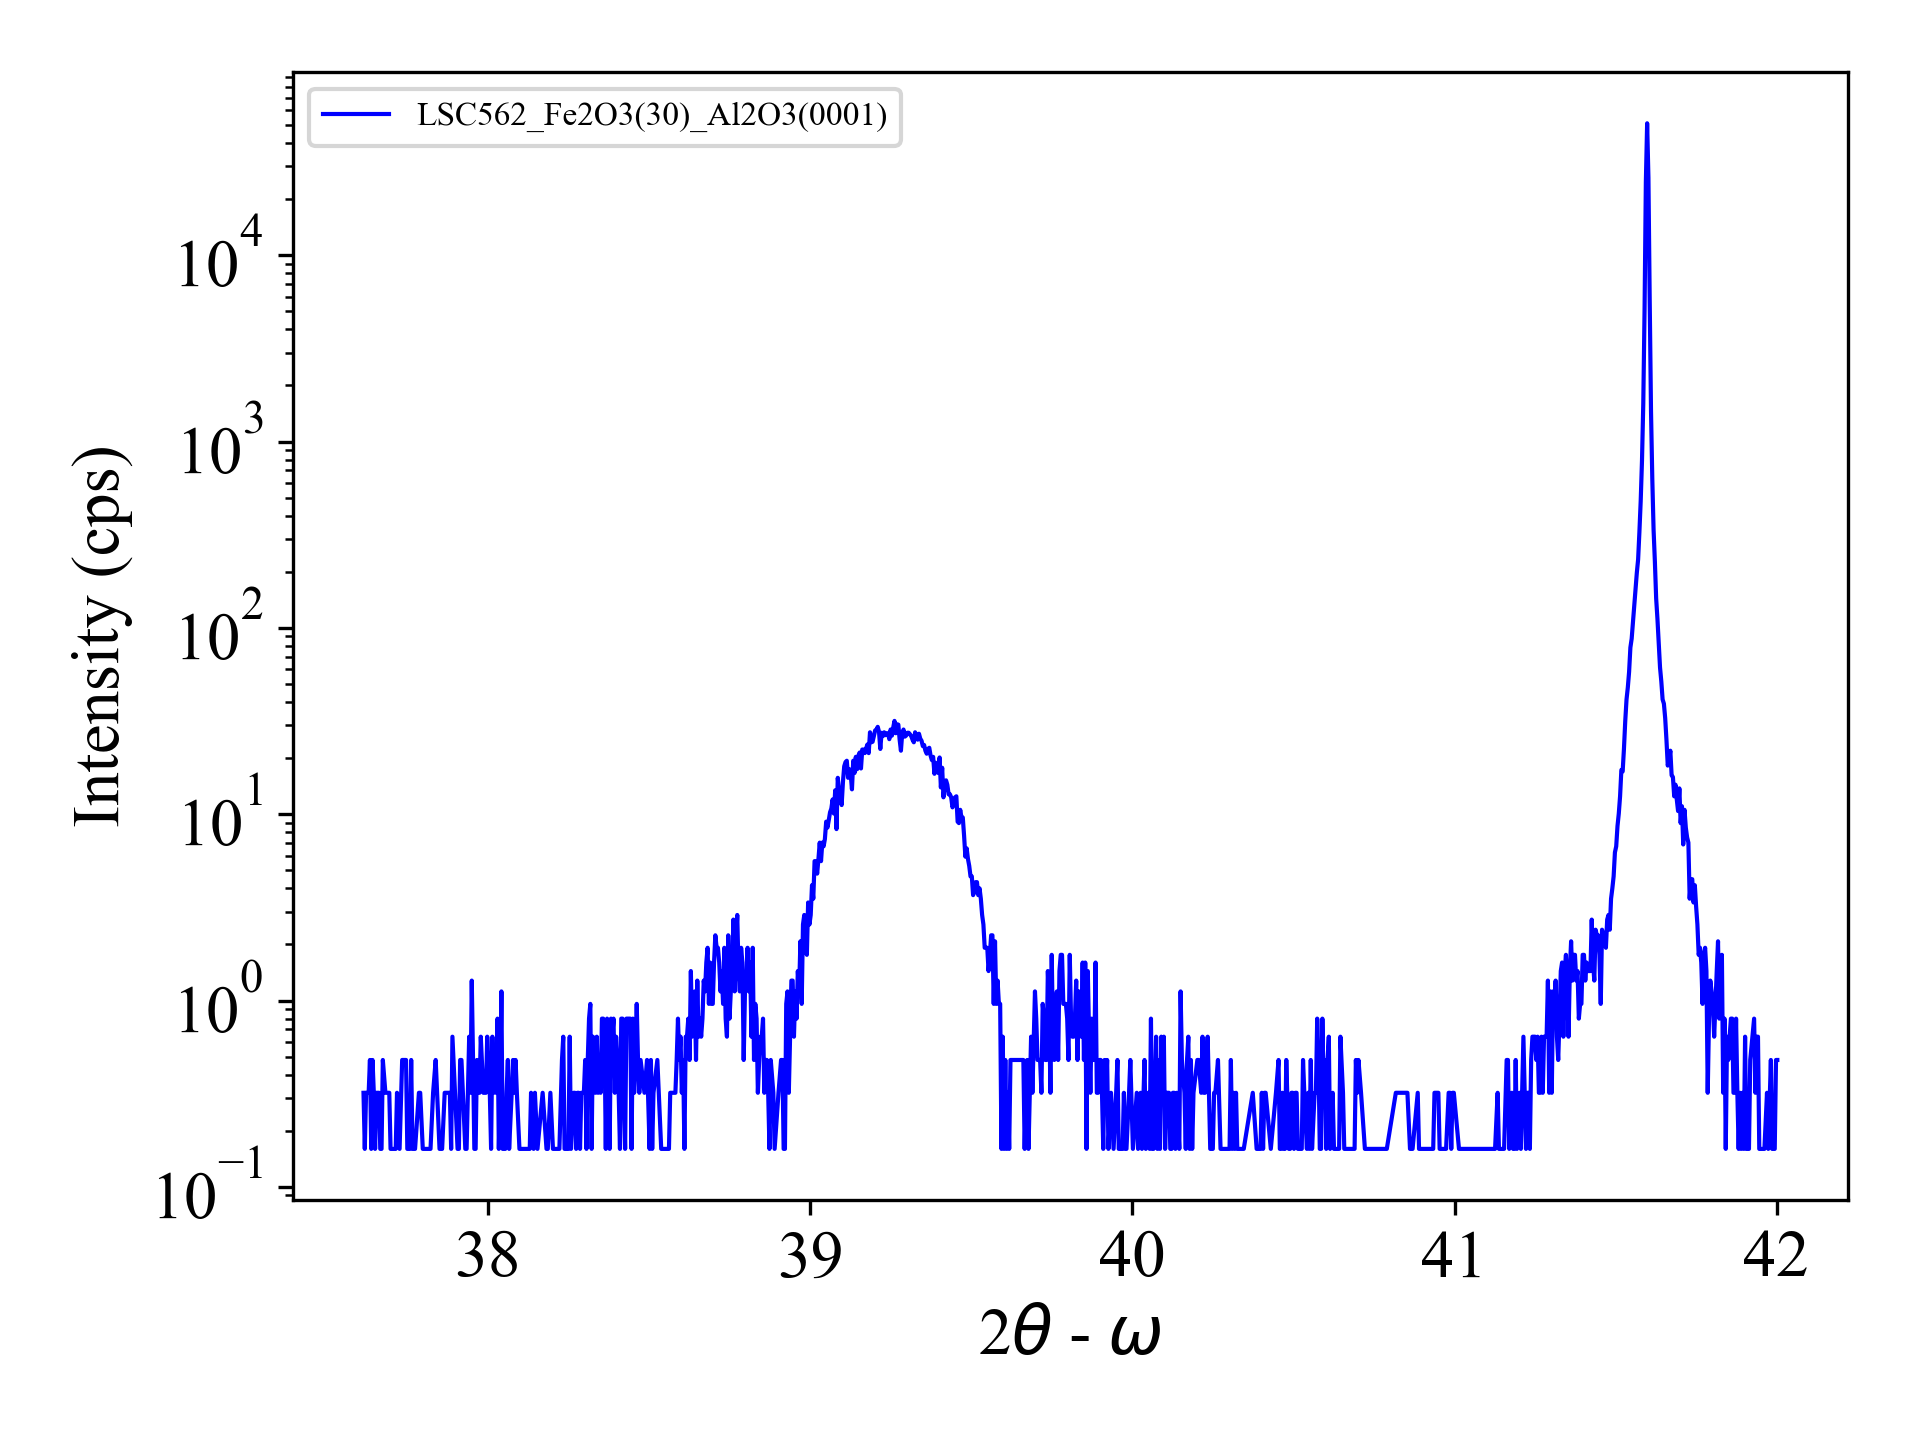 LSC562_Fe2O3(30)_Al2O3(0001)
10^4
10^3
10^2
10^1
10^0
10^−1
Intensity (cps)
38 39 40 41 42
2θ - ω